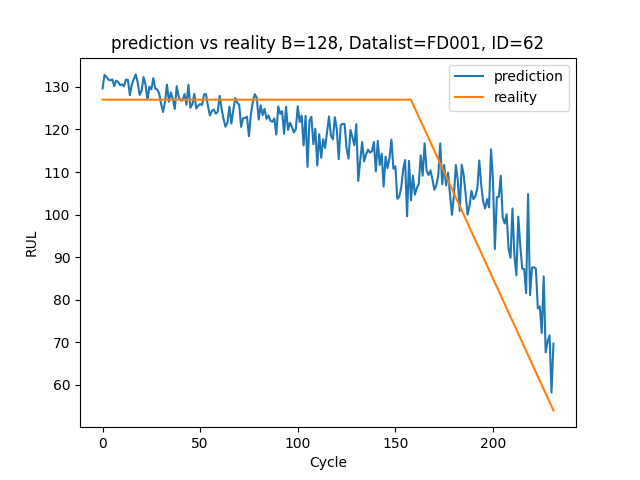 prediction vs reality B=128, Datalist=FD001, ID=62
prediction
reality
RUL
130
120
110
100
90
80
70
60
0 50 100 150 200
Cycle